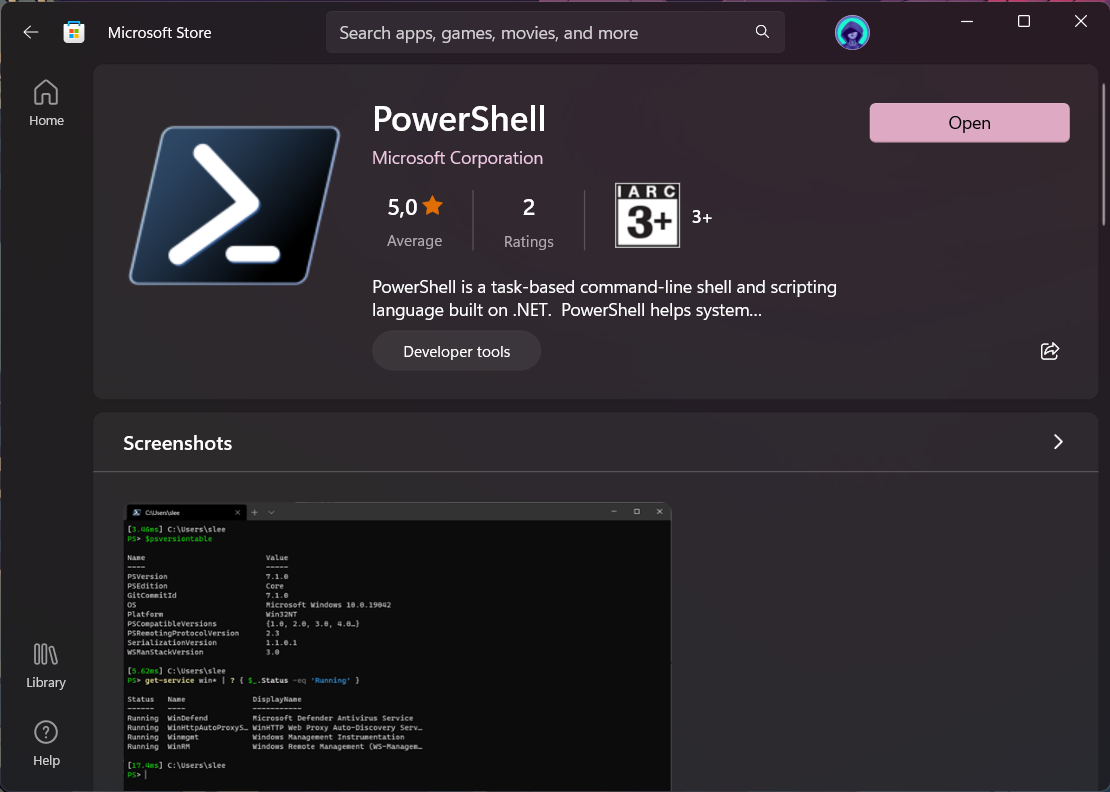 Microsoft Store
Search apps, games, movies, and more
Home
PowerShell
Microsoft Corporation
Open
5,0
Average
2
Ratings
IARC
3+
3+
PowerShell is a task-based command-line shell and scripting
language built on .NET.  PowerShell helps system...
Developer tools
Screenshots
C:\Users\slee
[3.46ms] C:\Users\slee
PS> $psversiontable
Name Value
---- -----
PSVersion 7.1.0
PSEdition Core
GitCommitId 7.1.0
OS Microsoft Windows 10.0.19042
Platform Win32NT
PSCompatibleVersions {1.0, 2.0, 3.0, 4.0…}
PSRemotingProtocolVersion 2.3
SerializationVersion 1.1.0.1
WSManStackVersion 3.0
[5.62ms] C:\Users\slee
PS> get-service win* | ? { $_.Status -eq 'Running' }
Status Name DisplayName
------ ---- -----------
Running WinDefend Microsoft Defender Antivirus Service
Running WinHttpAutoProxyS… WinHTTP Web Proxy Auto-Discovery Serv…
Running Winmgmt Windows Management Instrumentation
Running WinRM Windows Remote Management (WS-Managem…
[17.4ms] C:\Users\slee
PS>
Library
Help